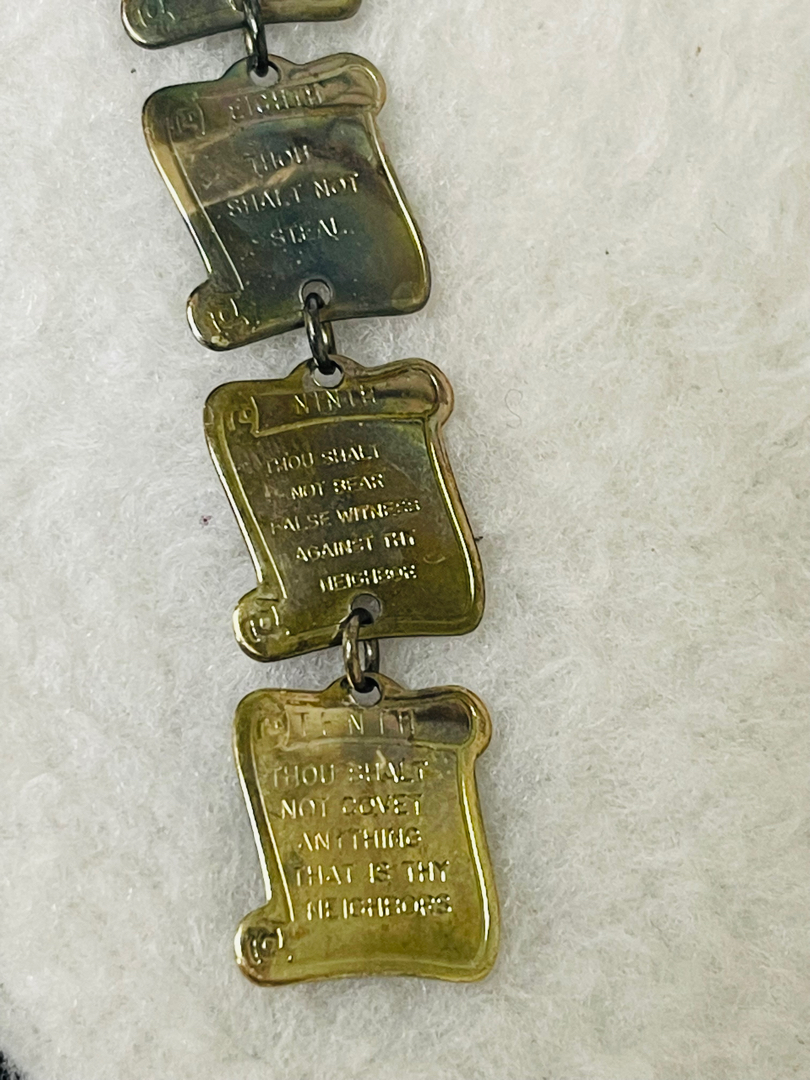 EIGHTH
THOU
SHALT NOT
STEAL
NINTH
THOU SHALT
NOT BEAR
FALSE WITNESS
AGAINST THY
NEIGHBOR
TENTH
THOU SHALT
NOT COVET
ANYTHING
THAT IS THY
NEIGHBORS